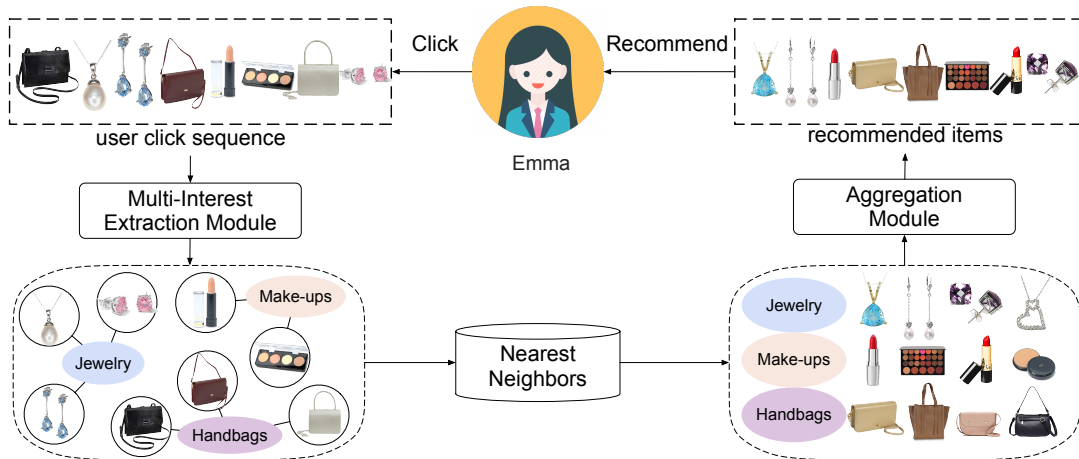 Click
Recommend
user click sequence
Emma
recommended items
Multi-Interest
Extraction Module
Aggregation
Module
Make-ups
Jewelry
Handbags
Nearest
Neighbors
Jewelry
Make-ups
Handbags